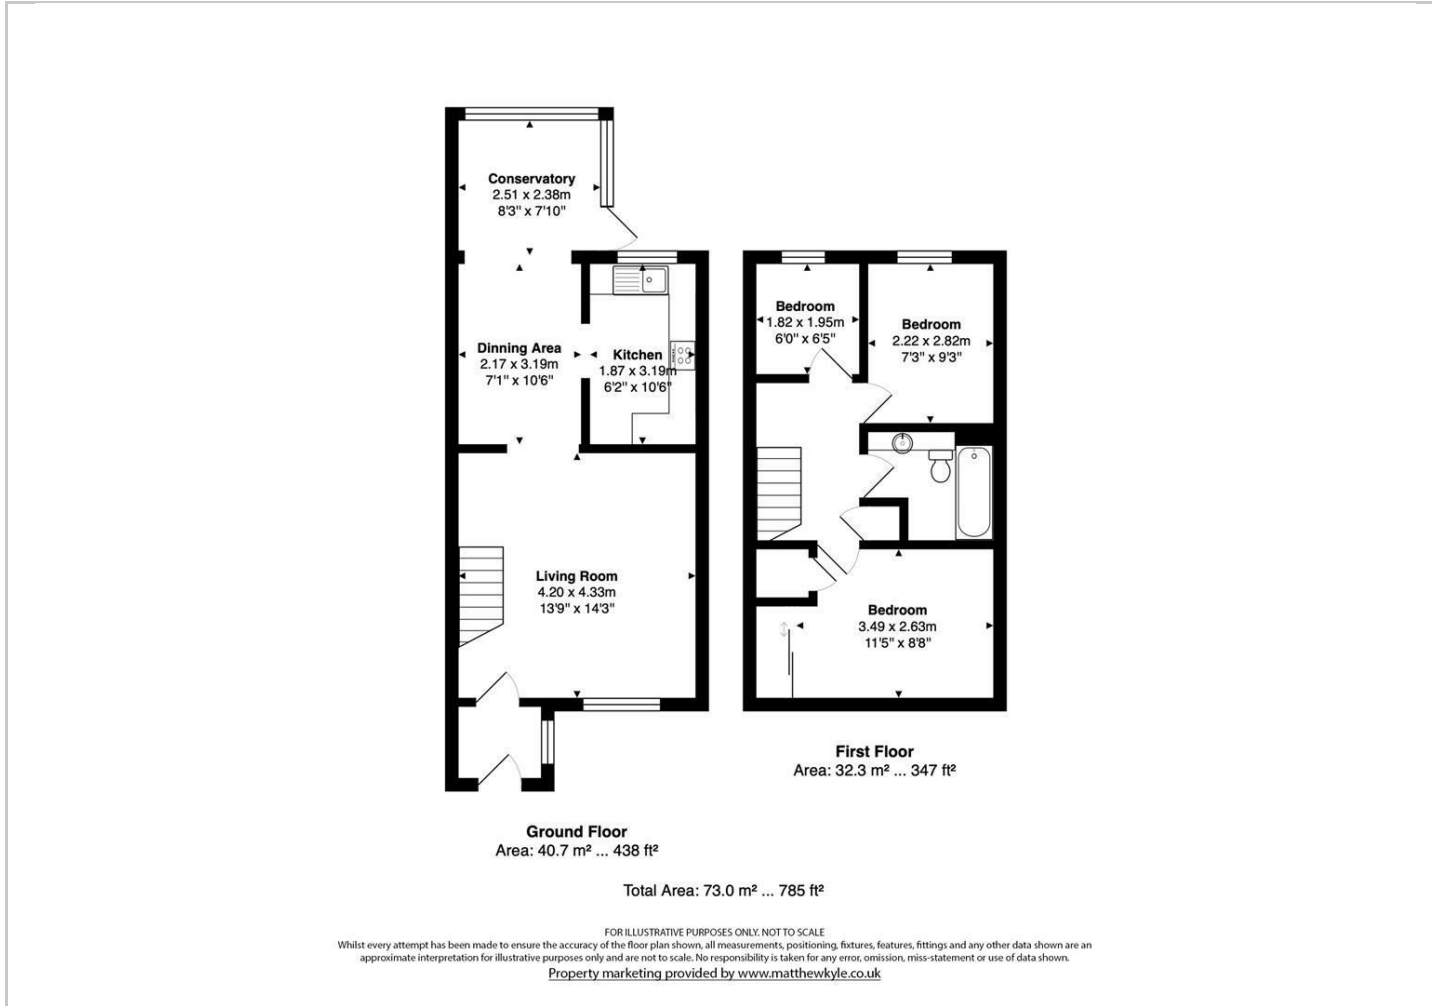 Conservatory
2.51 x 2.38m
8'3" x 7'10"
Dinning Area
2.17 x 3.19m
7'1" x 10'6"
Kitchen
1.87 x 3.19m
6'2" x 10'6"
Living Room
4.20 x 4.33m
13'9" x 14'3"
Ground Floor
Area: 40.7 m² ... 438 ft²
Bedroom
1.82 x 1.95m
6'0" x 6'5"
Bedroom
2.22 x 2.82m
7'3" x 9'3"
Bedroom
3.49 x 2.63m
11'5" x 8'8"
First Floor
Area: 32.3 m² ... 347 ft²
Total Area: 73.0 m² ... 785 ft²
FOR ILLUSTRATIVE PURPOSES ONLY. NOT TO SCALE
Whilst every attempt has been made to ensure the accuracy of the floor plan shown, all measurements, positioning, fixtures, features, fittings and any other data shown are an
approximate interpretation for illustrative purposes only and are not to scale. No responsibility is taken for any error, omission, miss-statement or use of data shown.
Property marketing provided by www.matthewkyle.co.uk